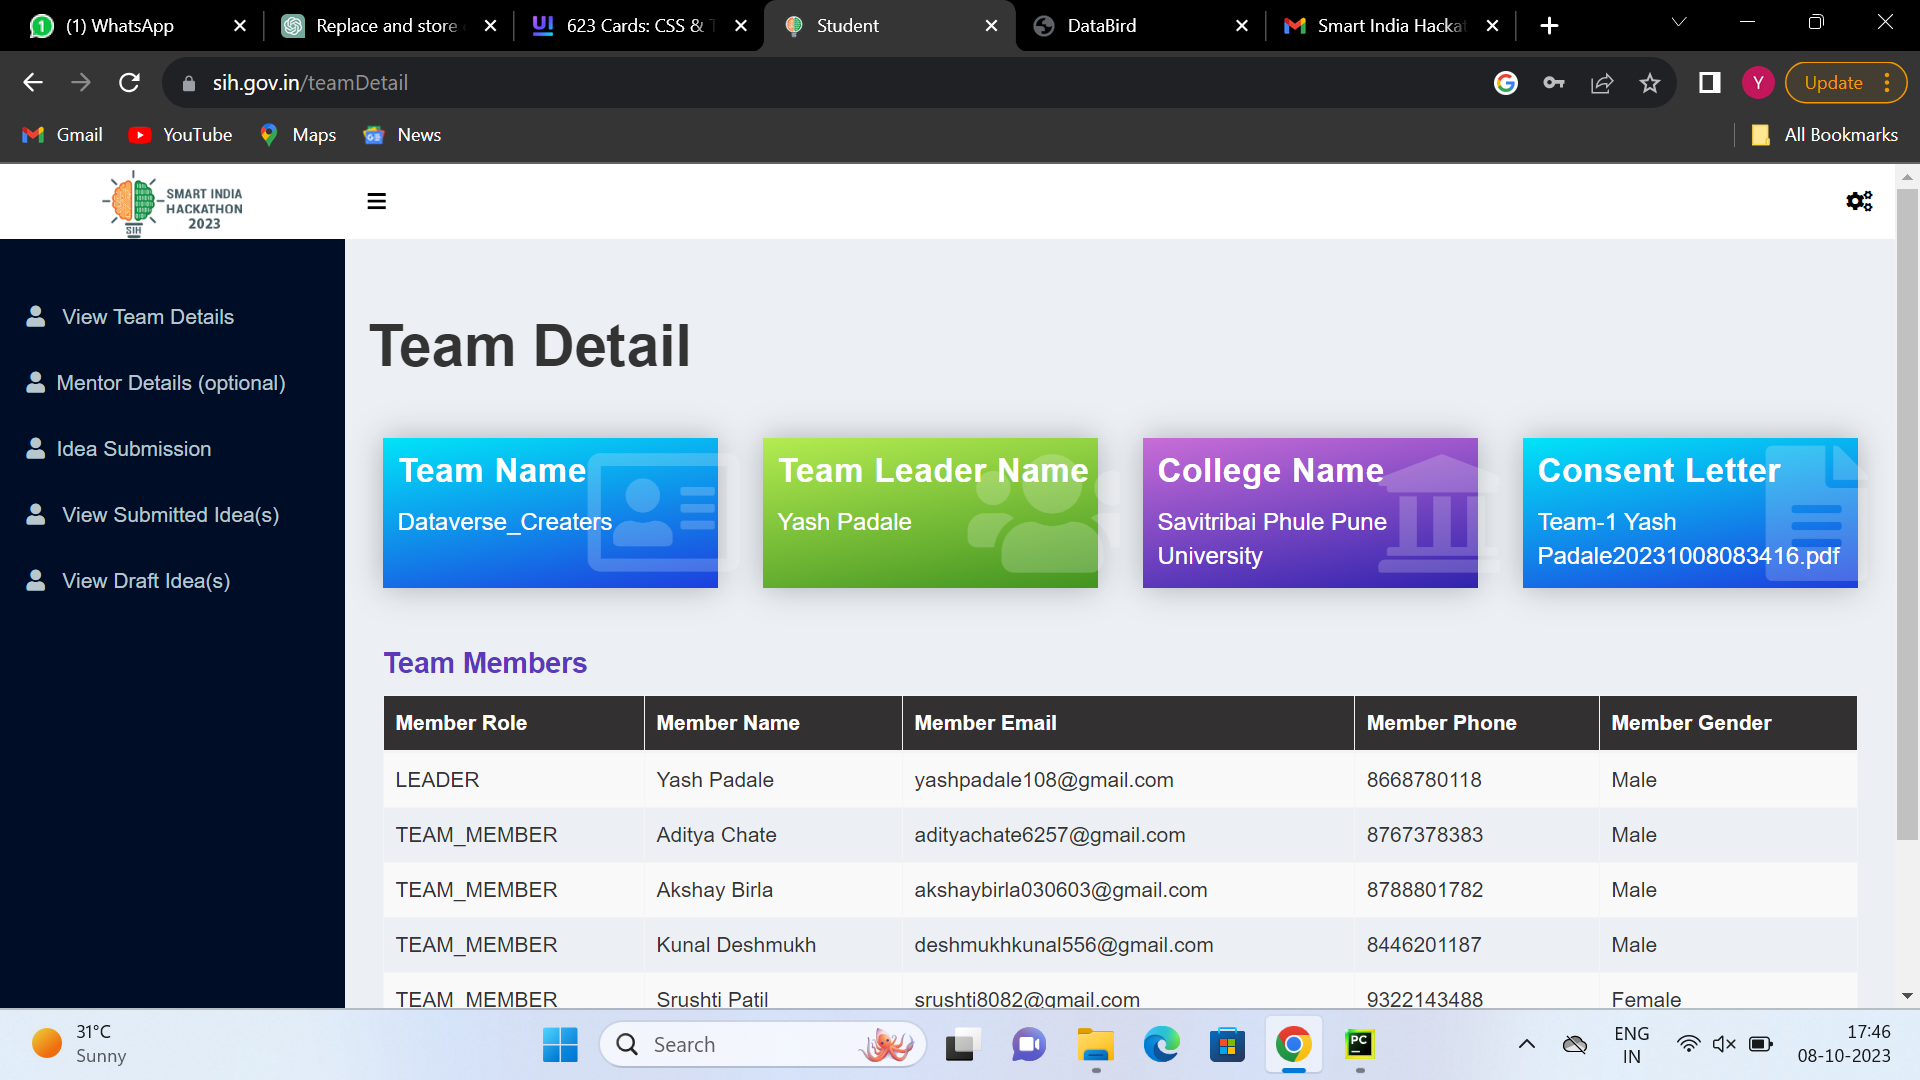 (1) WhatsApp
Replace and store
623 Cards: CSS & T
Student
DataBird
Smart India Hackat
sih.gov.in/teamDetail
Y
Update
Gmail
YouTube
Maps
News
All Bookmarks
SMART INDIA
HACKATHON
2023
SIH
View Team Details
Mentor Details (optional)
Idea Submission
View Submitted Idea(s)
View Draft Idea(s)
Team Detail
Team Name
Dataverse_Creaters
Team Leader Name
Yash Padale
College Name
Savitribai Phule Pune
University
Consent Letter
Team-1 Yash
Padale20231008083416.pdf
Team Members
Member Role Member Name Member Email Member Phone Member Gender
LEADER Yash Padale yashpadale108@gmail.com 8668780118 Male
TEAM_MEMBER Aditya Chate adityachate6257@gmail.com 8767378383 Male
TEAM_MEMBER Akshay Birla akshaybirla030603@gmail.com 8788801782 Male
TEAM_MEMBER Kunal Deshmukh deshmukhkunal556@gmail.com 8446201187 Male
TEAM_MEMBER Srushti Patil srushti8082@gmail.com 9322143488 Female
31°C
Sunny
Search
PC
ENG
IN
17:46
08-10-2023